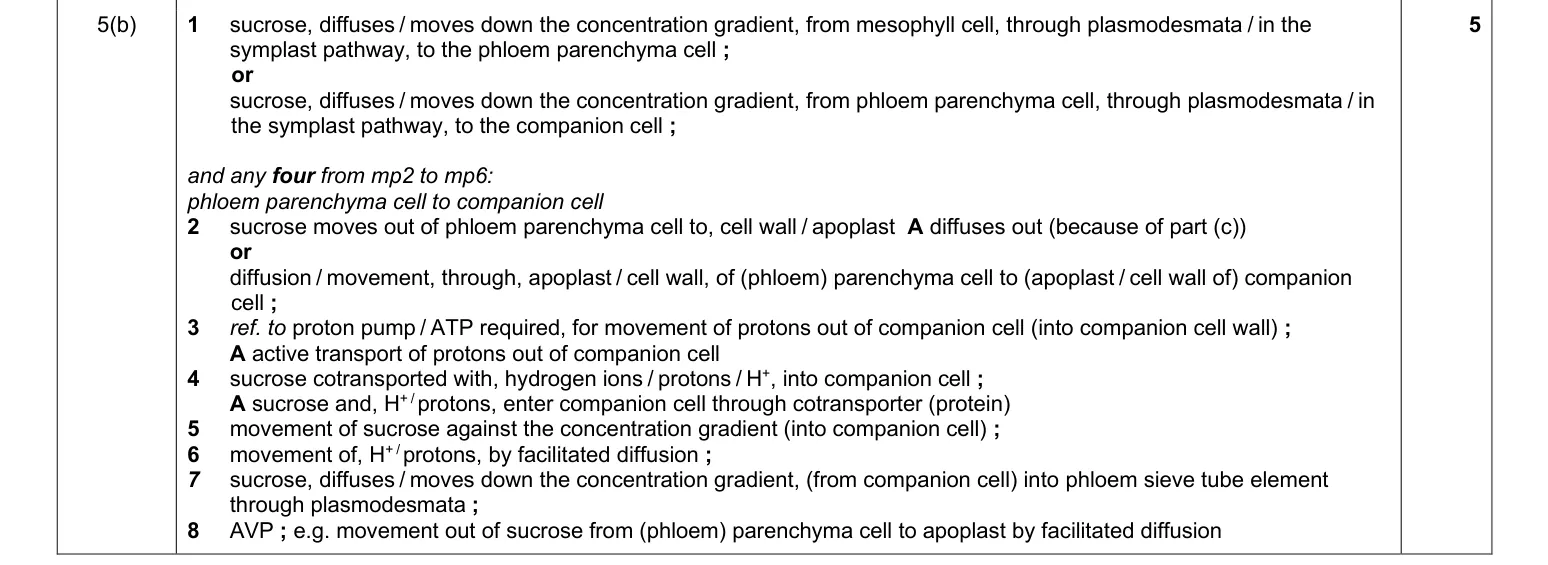 5(b) 1 sucrose, diffuses / moves down the concentration gradient, from mesophyll cell, through plasmodesmata / in the 5
symplast pathway, to the phloem parenchyma cell ;
or
sucrose, diffuses / moves down the concentration gradient, from phloem parenchyma cell, through plasmodesmata / in
the symplast pathway, to the companion cell ;
and any four from mp2 to mp6:
phloem parenchyma cell to companion cell
2 sucrose moves out of phloem parenchyma cell to, cell wall / apoplast A diffuses out (because of part (c))
or
diffusion / movement, through, apoplast / cell wall, of (phloem) parenchyma cell to (apoplast / cell wall of) companion
cell ;
3 ref. to proton pump / ATP required, for movement of protons out of companion cell (into companion cell wall) ;
A active transport of protons out of companion cell
4 sucrose cotransported with, hydrogen ions / protons / H⁺, into companion cell ;
A sucrose and, H⁺ / protons, enter companion cell through cotransporter (protein)
5 movement of sucrose against the concentration gradient (into companion cell) ;
6 movement of, H⁺ / protons, by facilitated diffusion ;
7 sucrose, diffuses / moves down the concentration gradient, (from companion cell) into phloem sieve tube element
through plasmodesmata ;
8 AVP ; e.g. movement out of sucrose from (phloem) parenchyma cell to apoplast by facilitated diffusion